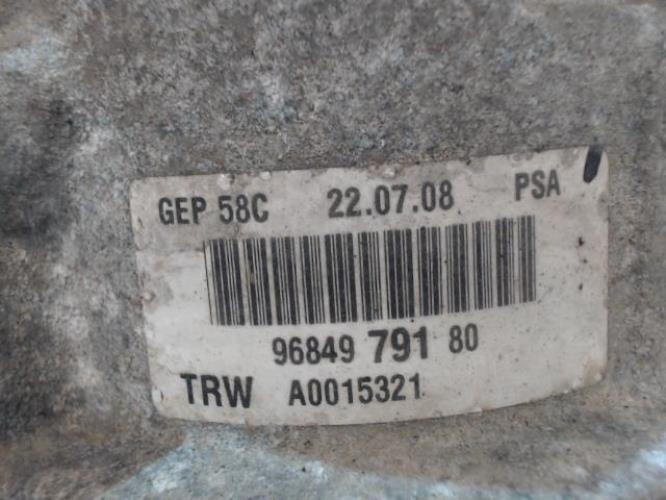 GEP 58C 22.07.08 PSA
96849 791 80
TRW A0015321